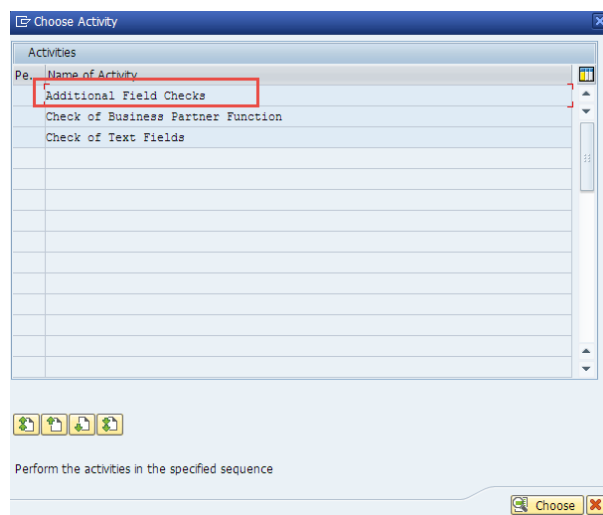 Choose Activity
Activities
Pe.. Name of Activity
Additional Field Checks
Check of Business Partner Function
Check of Text Fields
Perform the activities in the specified sequence
Choose